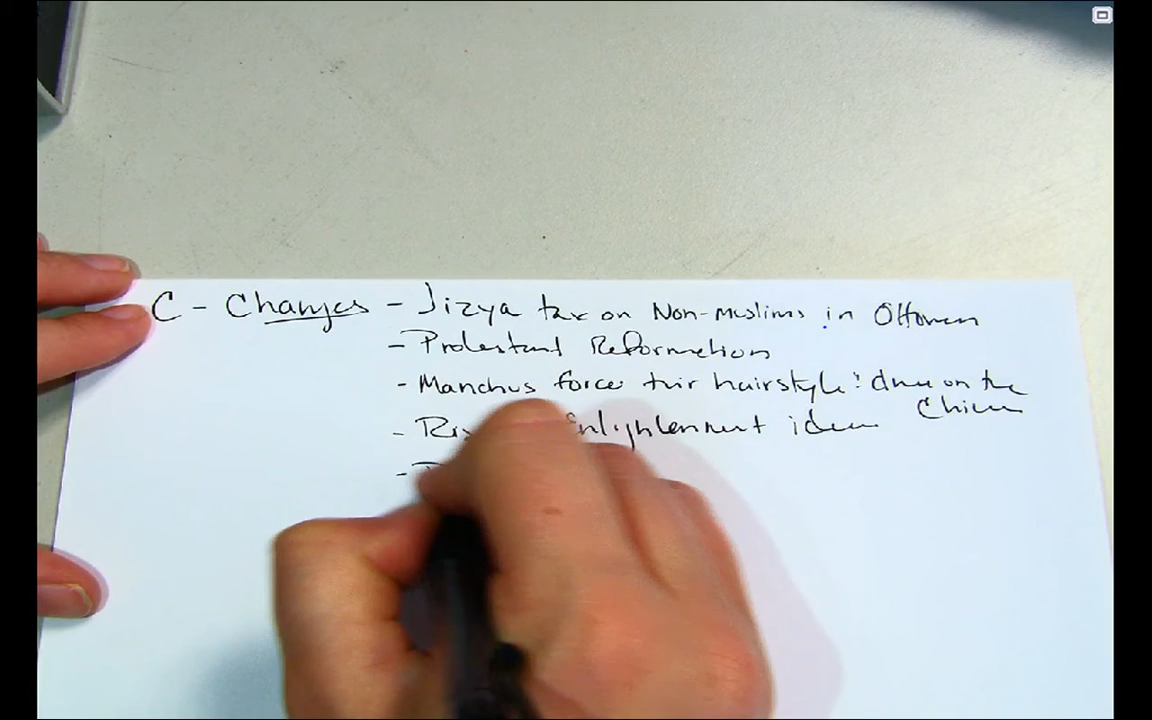 C - Changes - Jizya tax on Non-muslims in Ottoman
- Protestant Reformation
- Manchus force their hairstyle : dress on the
Chinese
- Enlightenment ideas
-